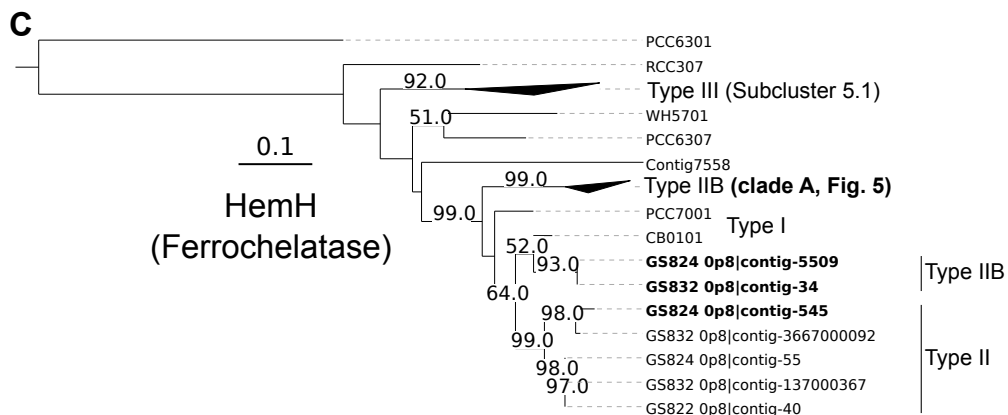 C
PCC6301
RCC307
92.0
Type III (Subcluster 5.1)
WH5701
51.0
PCC6307
0.1
Contig7558
99.0
Type IIB (clade A, Fig. 5)
HemH
(Ferrochelatase)
99.0
PCC7001
Type I
CB0101
52.0
93.0
GS824 0p8|contig-5509
Type IIB
GS832 0p8|contig-34
64.0
98.0
GS824 0p8|contig-545
99.0
GS832 0p8|contig-3667000092
Type II
98.0
GS824 0p8|contig-55
97.0
GS832 0p8|contig-137000367
GS822 0p8|contig-40